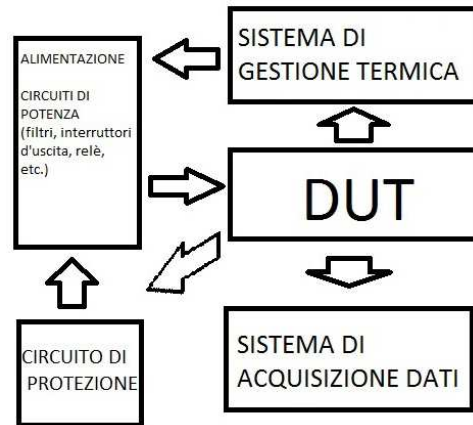 ALIMENTAZIONE
CIRCUITI DI
POTENZA
(filtri, interruttori
d'uscita, relè,
etc.)
SISTEMA DI
GESTIONE TERMICA
DUT
CIRCUITO DI
PROTEZIONE
SISTEMA DI
ACQUISIZIONE DATI